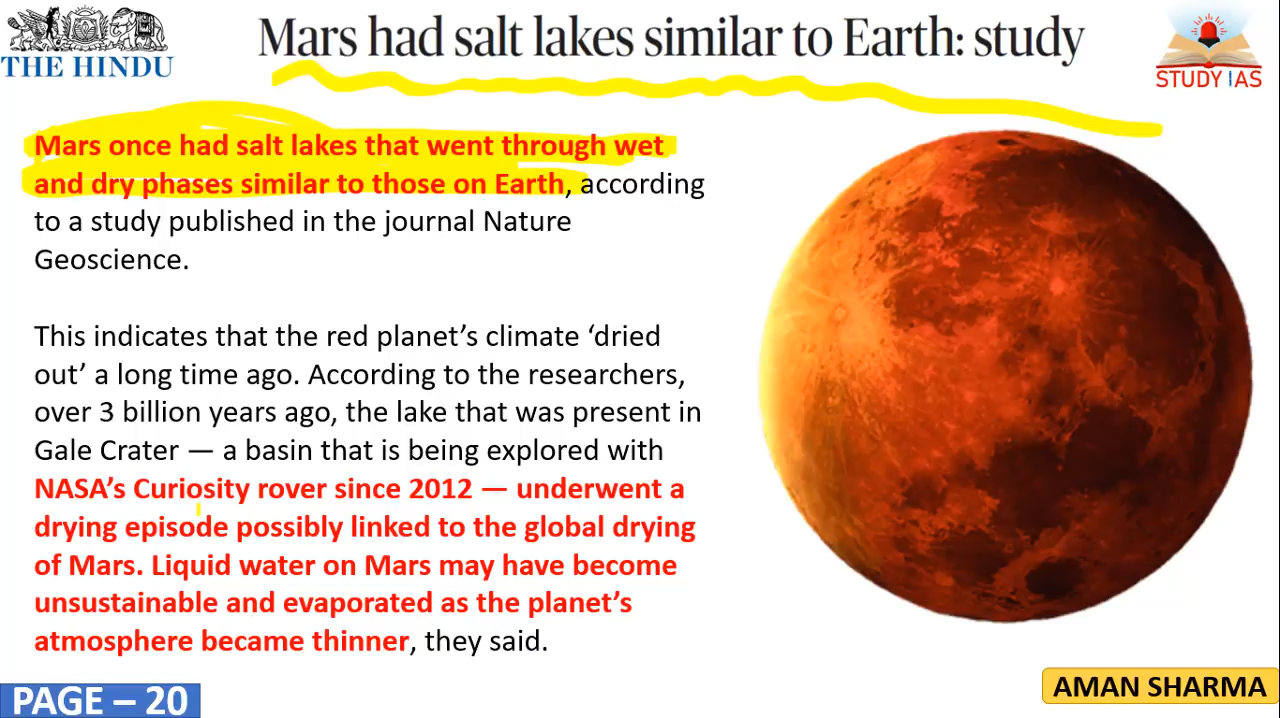 THE HINDU
Mars had salt lakes similar to Earth: study
STUDY IAS
Mars once had salt lakes that went through wet
and dry phases similar to those on Earth, according
to a study published in the journal Nature
Geoscience.
This indicates that the red planet’s climate ‘dried
out’ a long time ago. According to the researchers,
over 3 billion years ago, the lake that was present in
Gale Crater — a basin that is being explored with
NASA’s Curiosity rover since 2012 — underwent a
drying episode possibly linked to the global drying
of Mars. Liquid water on Mars may have become
unsustainable and evaporated as the planet’s
atmosphere became thinner, they said.
PAGE – 20
AMAN SHARMA